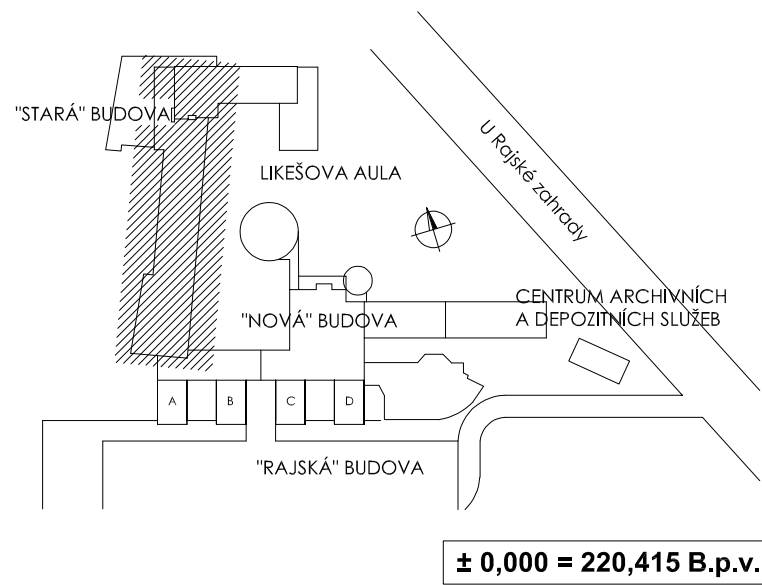 "STARÁ" BUDOVA
U Rajské zahrady
LIKEŠOVA AULA
CENTRUM ARCHIVNÍCH
A DEPOZITNÍCH SLUŽEB
"NOVÁ" BUDOVA
A
B
C
D
"RAJSKÁ" BUDOVA
± 0,000 = 220,415 B.p.v.